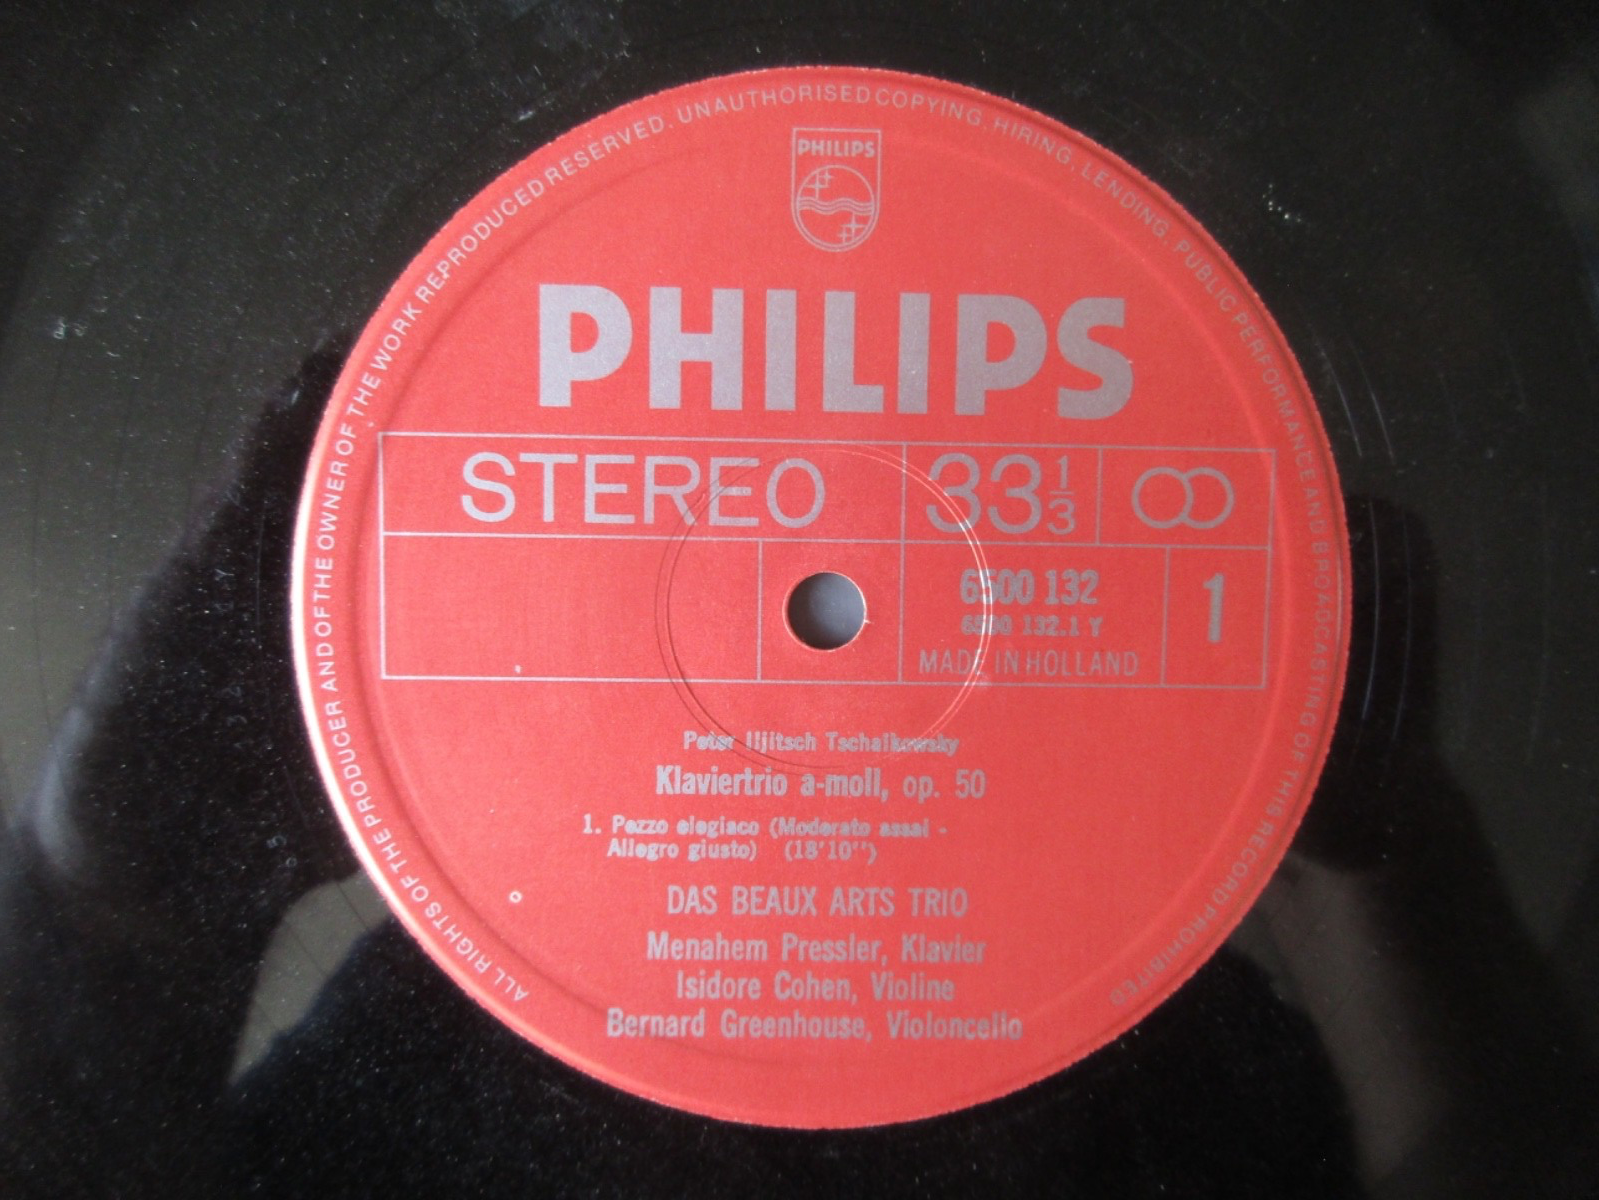 ALL RIGHTS OF THE PRODUCER AND OF THE OWNER OF THE WORK REPRODUCED RESERVED. UNAUTHORISED COPYING, HIRING, LENDING, PUBLIC PERFORMANCE AND BROADCASTING OF THIS RECORD PROHIBITED
PHILIPS
PHILIPS
STEREO 33 1/3
6500 132
6500 132.1 Y
MADE IN HOLLAND
1
Peter Iljitsch Tschaikowsky
Klaviertrio a-moll, op. 50
1. Pezzo elegiaco (Moderato assai -
Allegro giusto) (18'10'')
DAS BEAUX ARTS TRIO
Menahem Pressler, Klavier
Isidore Cohen, Violine
Bernard Greenhouse, Violoncello